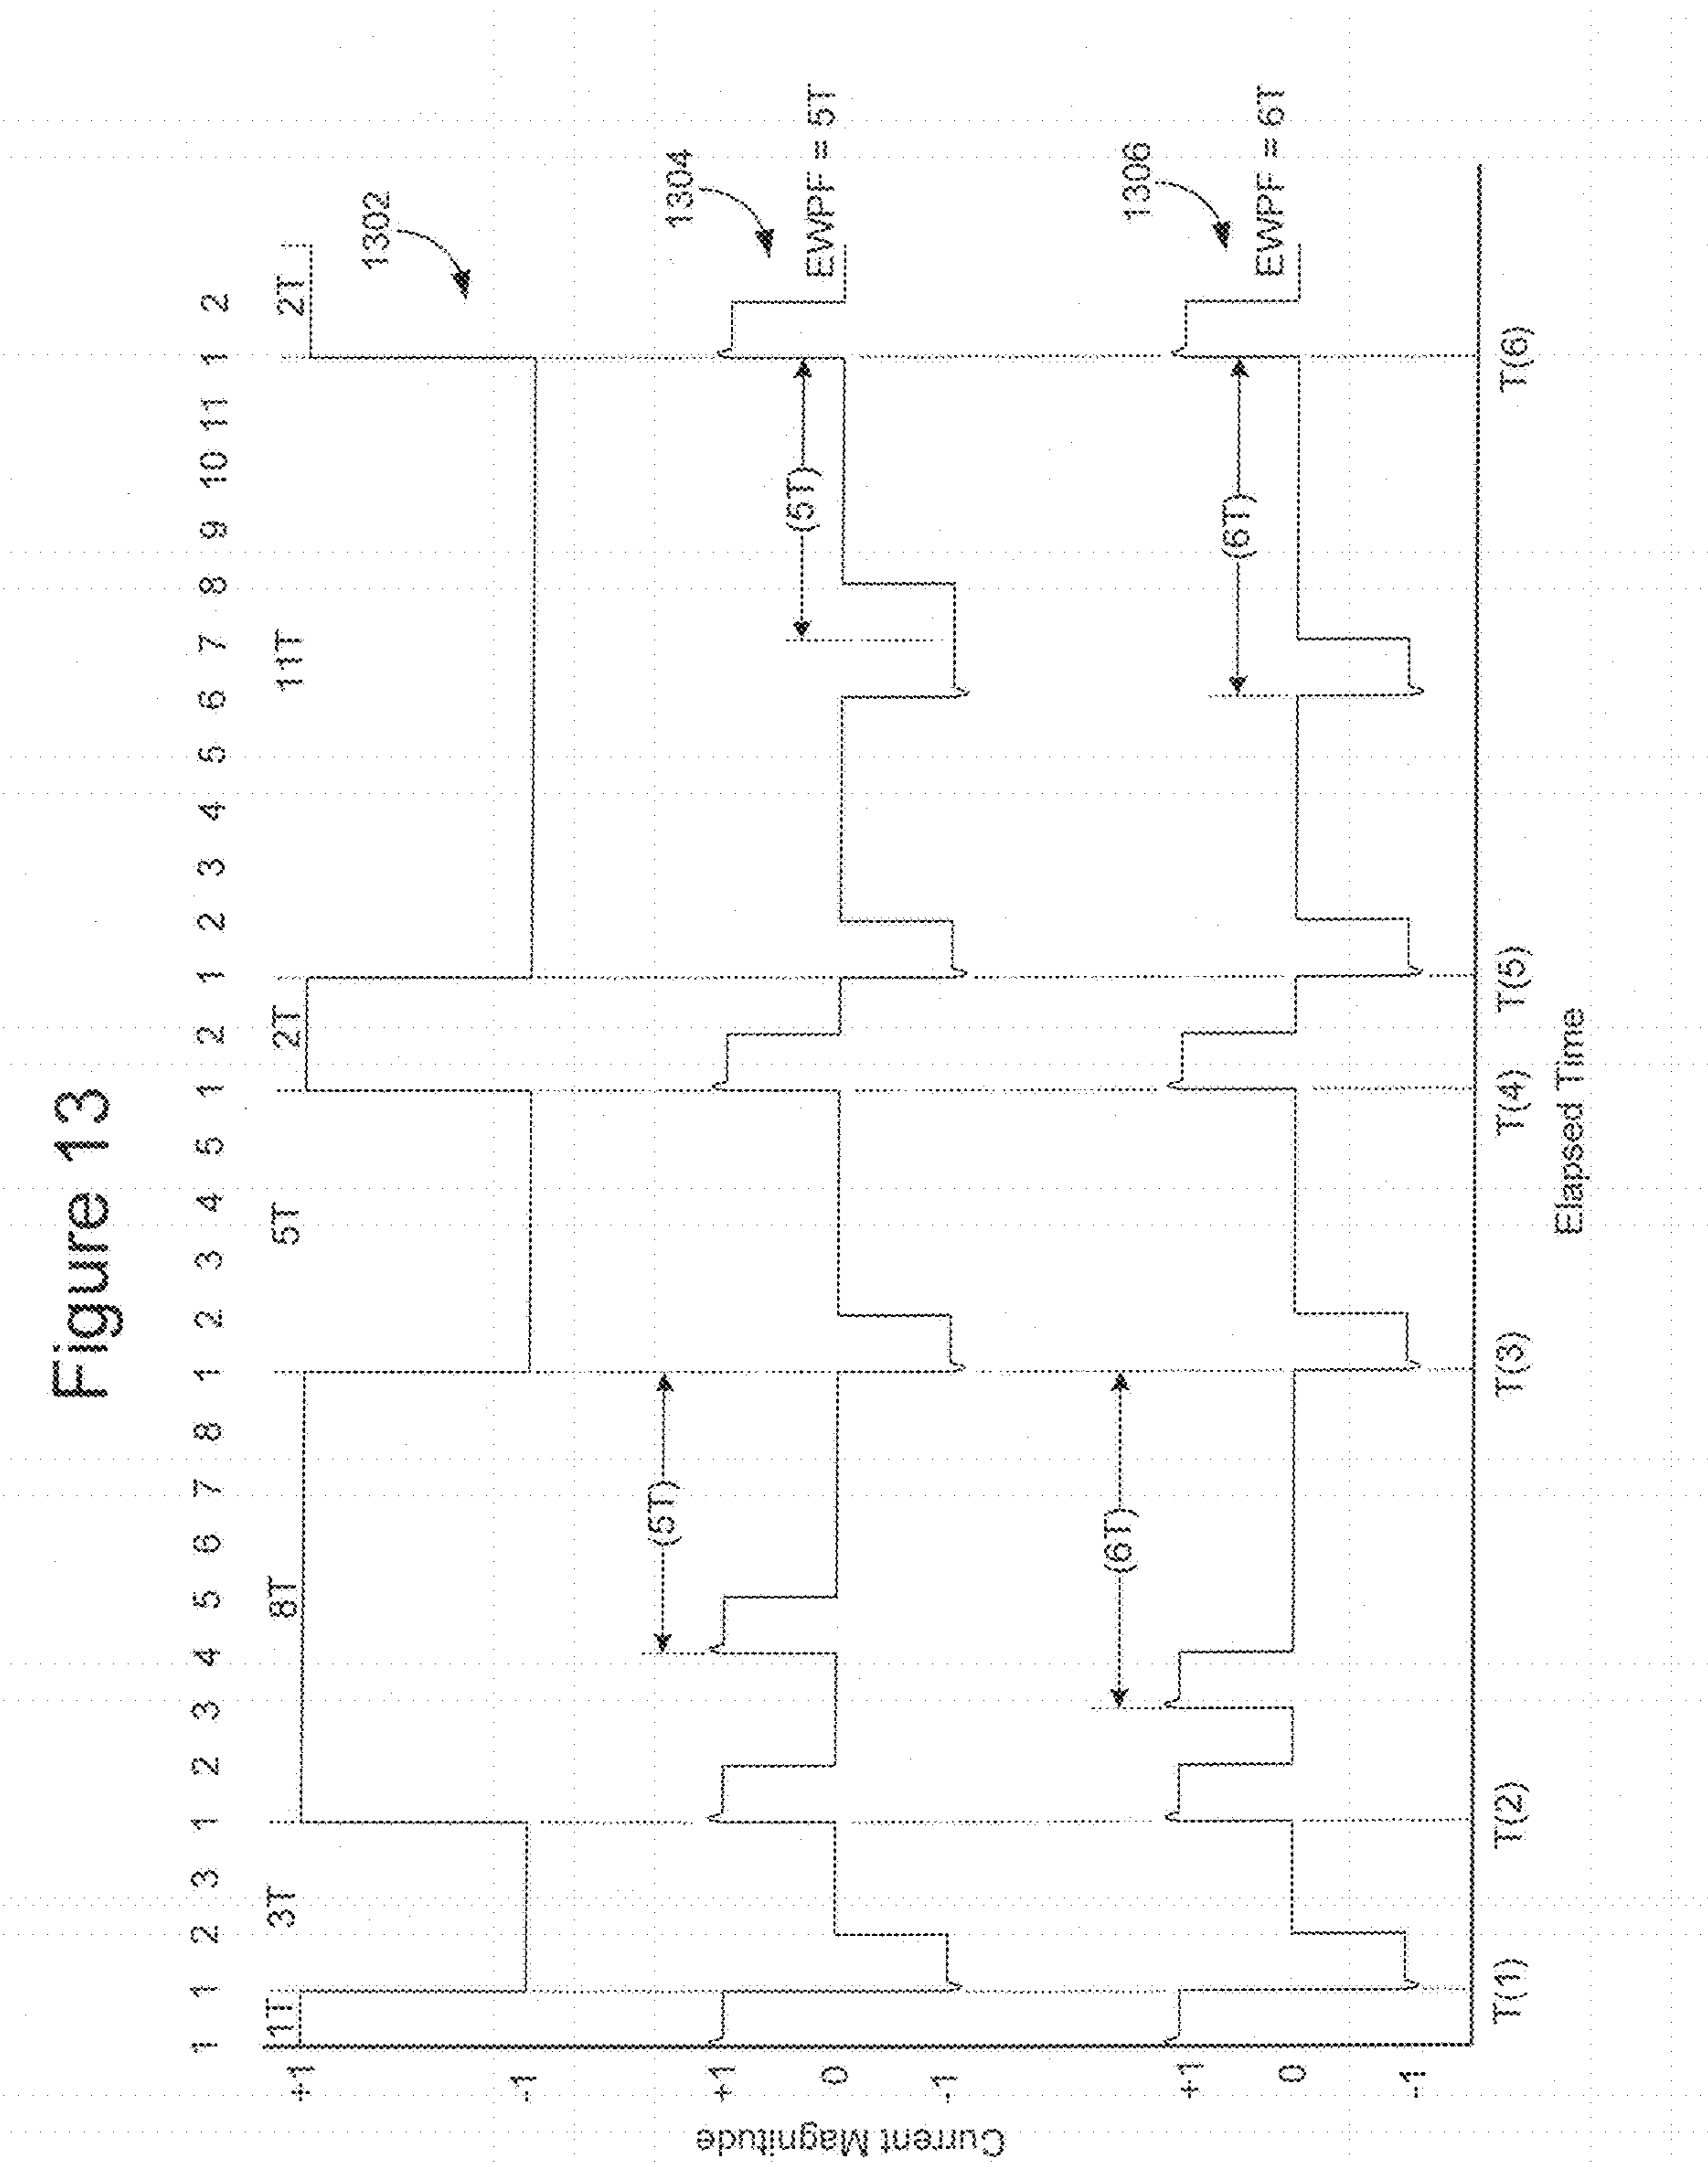 Figure 13
1 1 2 3 1 2 3 4 5 6 7 8 1 2 3 4 5 1 2 1 2 3 4 5 6 7 8 9 10 11 1 2
1T 3T 8T 5T 2T 11T 2T
+1
-1
1302
+1
0
-1
(5T)
(5T)
1304
EWPF = 5T
+1
0
-1
(6T)
(6T)
1306
EWPF = 6T
Current Magnitude
T(1) T(2) T(3) T(4) T(5) T(6)
Elapsed Time